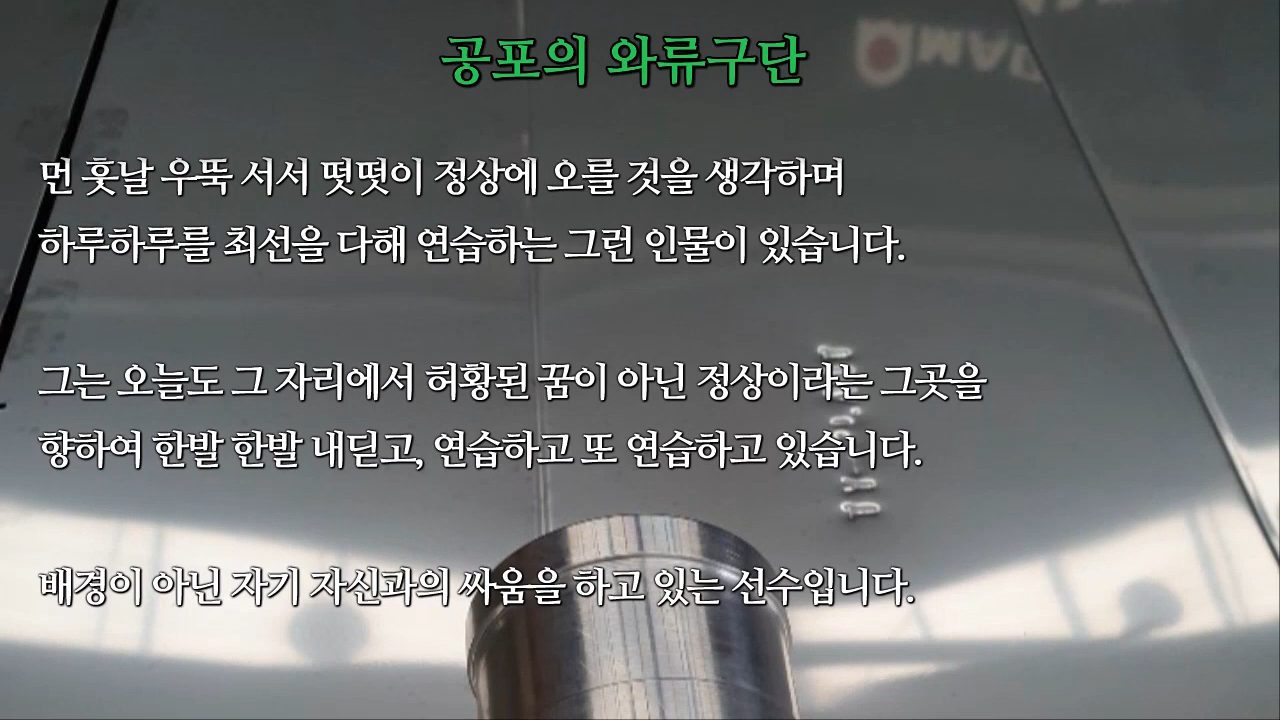 공포의 와류구단
먼 훗날 우뚝 서서 떳떳이 정상에 오를 것을 생각하며
하루하루를 최선을 다해 연습하는 그런 인물이 있습니다.
그는 오늘도 그 자리에서 허황된 꿈이 아닌 정상이라는 그곳을
향하여 한발 한발 내딛고, 연습하고 또 연습하고 있습니다.
배경이 아닌 자기 자신과의 싸움을 하고 있는 선수입니다.